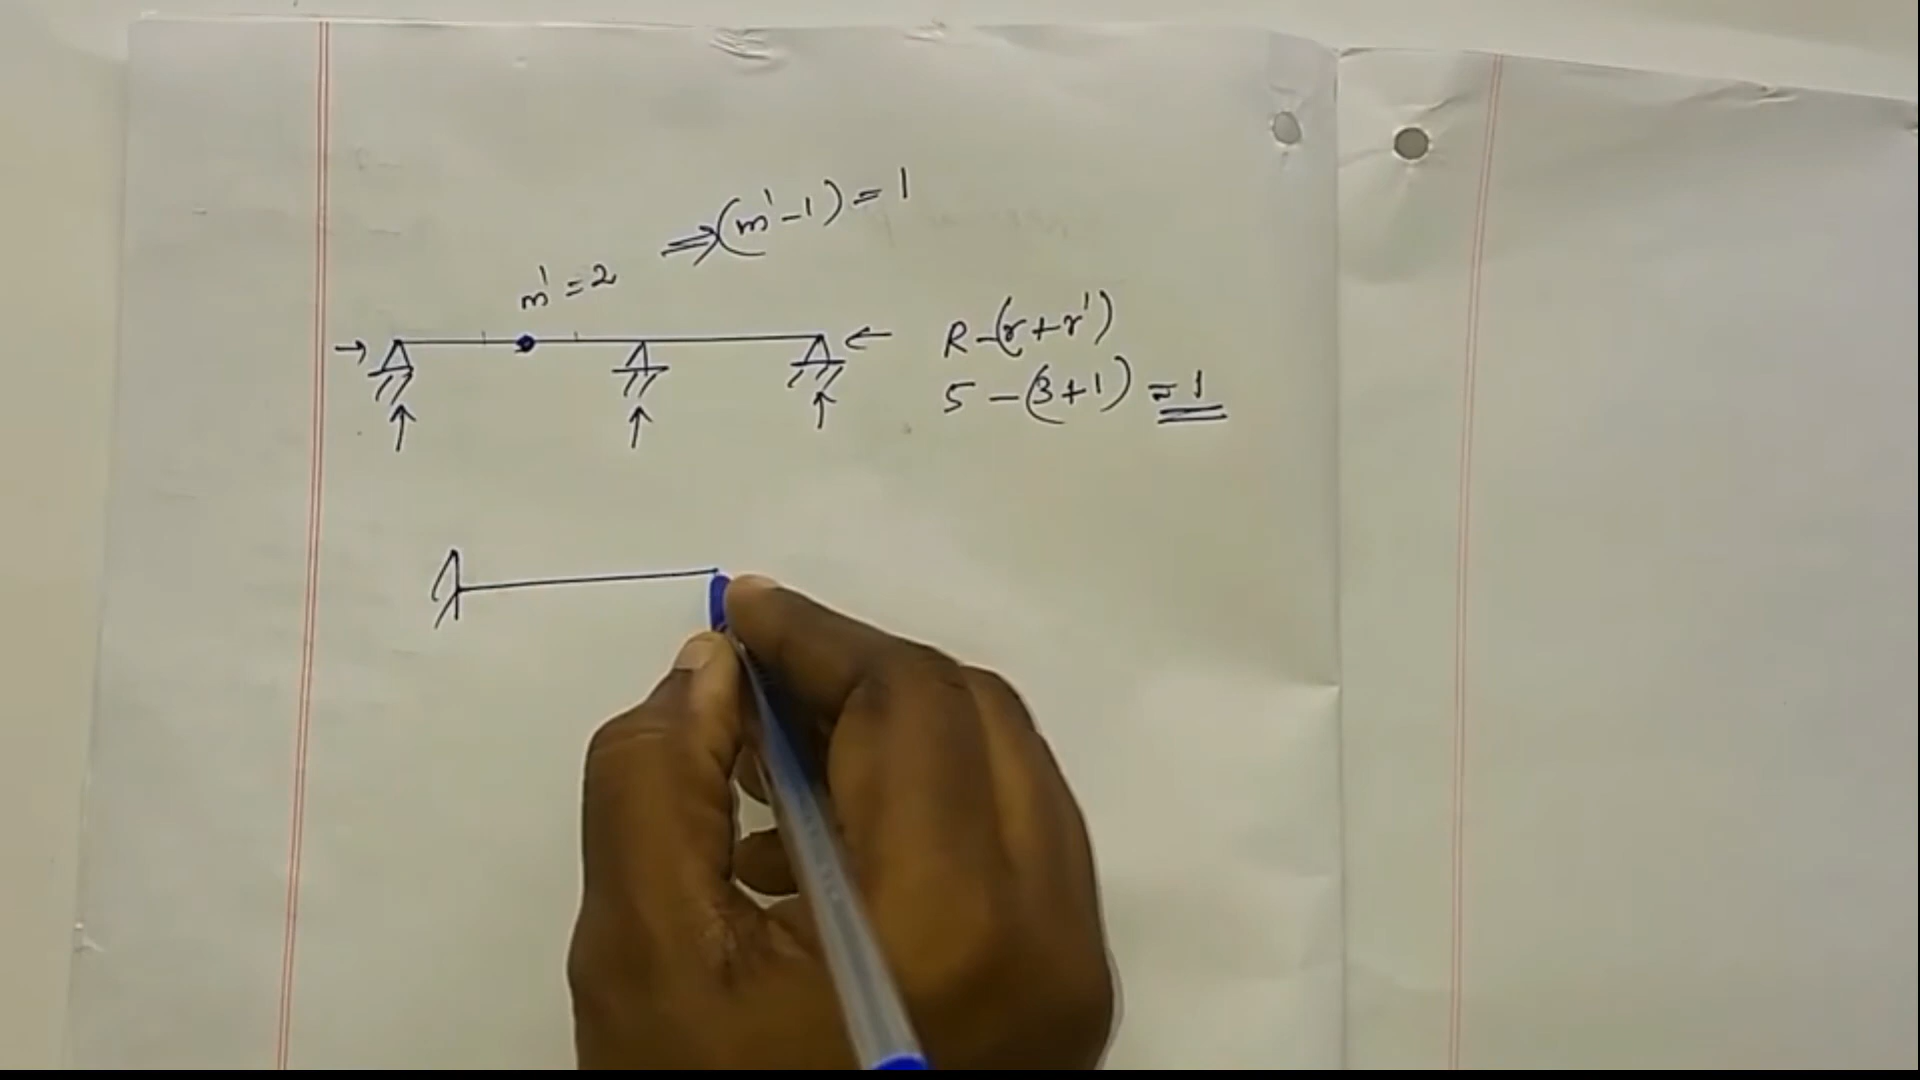 ⇒(m'-1) = 1
m' = 2
R-(r+r')
5-(3+1) = 1